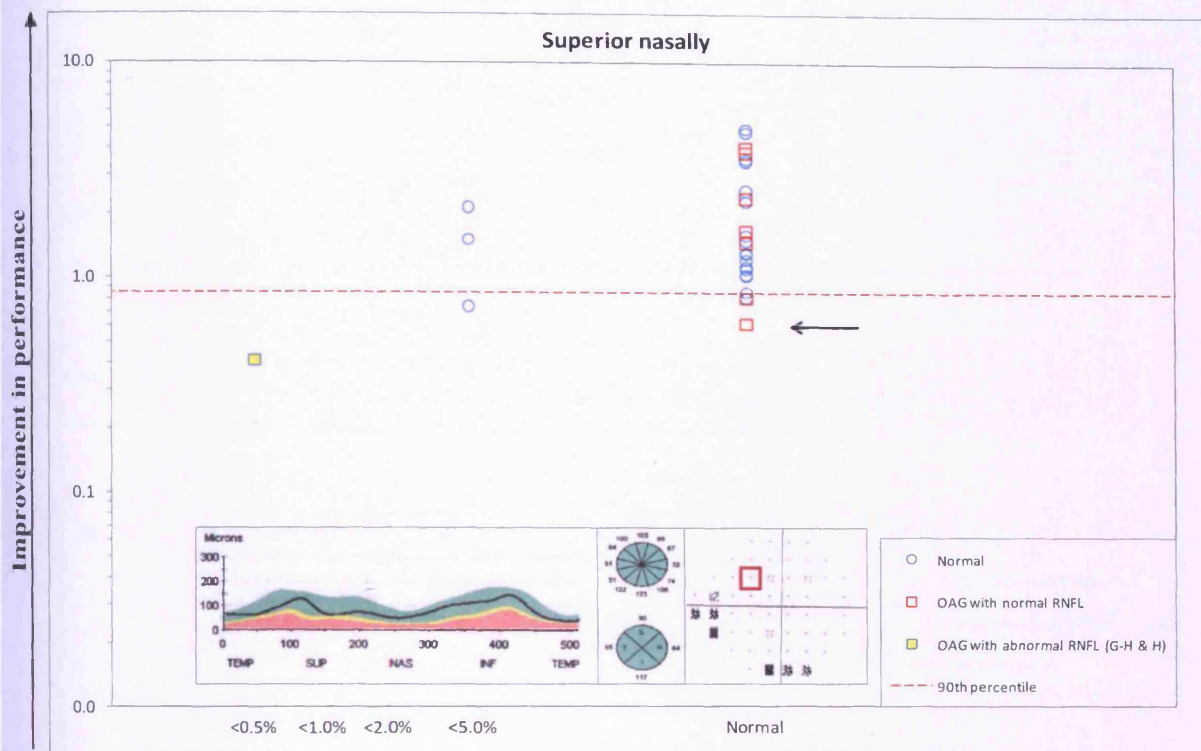 Superior nasally
Improvement in performance
10.0
1.0
0.1
0.0
<0.5%
<1.0%
<2.0%
<5.0%
Normal
Microns
300
200
100
0
0 100 200 300 400 500
TEMP SUP NAS INF TEMP
Normal
OAG with normal RNFL
OAG with abnormal RNFL (G-H & H)
90th percentile